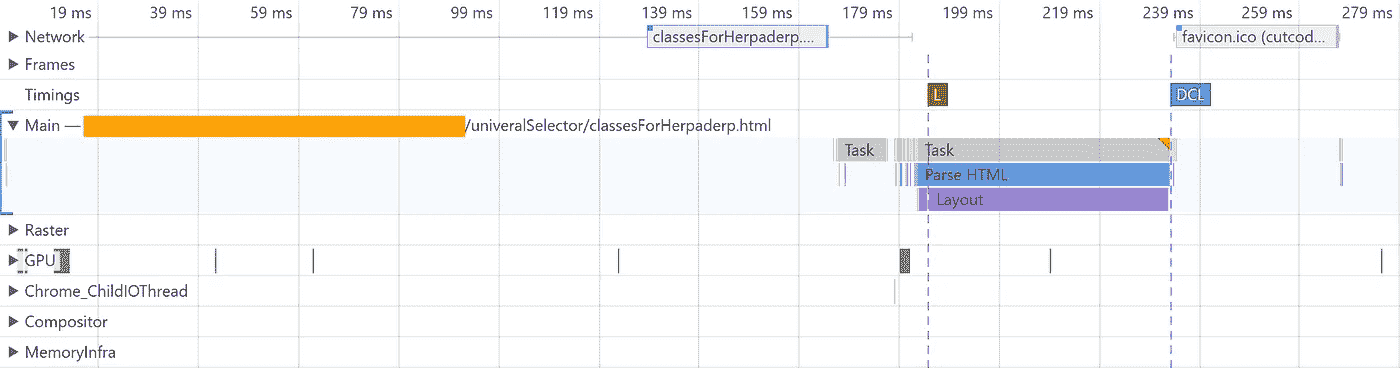 19 ms 39 ms 59 ms 79 ms 99 ms 119 ms 139 ms 159 ms 179 ms 199 ms 219 ms 239 ms 259 ms 279 ms
Network classesForHerpaderp.... favicon.ico (cutcod...
Frames
Timings L DCL
Main — /univeralSelector/classesForHerpaderp.html
Task Task
Parse HTML
Layout
Raster
GPU
Chrome_ChildIOThread
Compositor
MemoryInfra